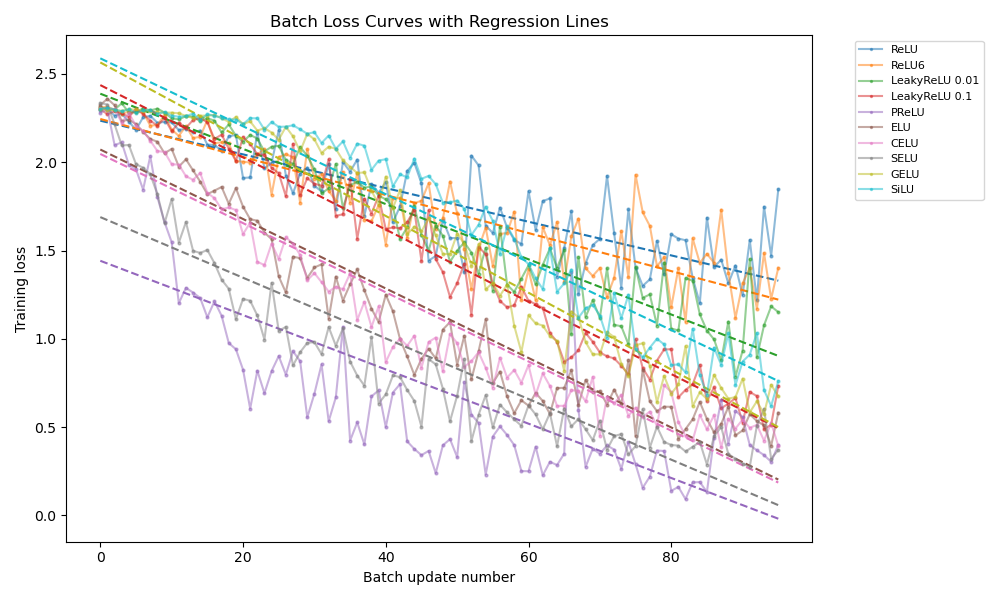 Batch Loss Curves with Regression Lines
Training loss
2.5
2.0
1.5
1.0
0.5
0.0
0
20
40
60
80
Batch update number
ReLU
ReLU6
LeakyReLU 0.01
LeakyReLU 0.1
PReLU
ELU
CELU
SELU
GELU
SiLU